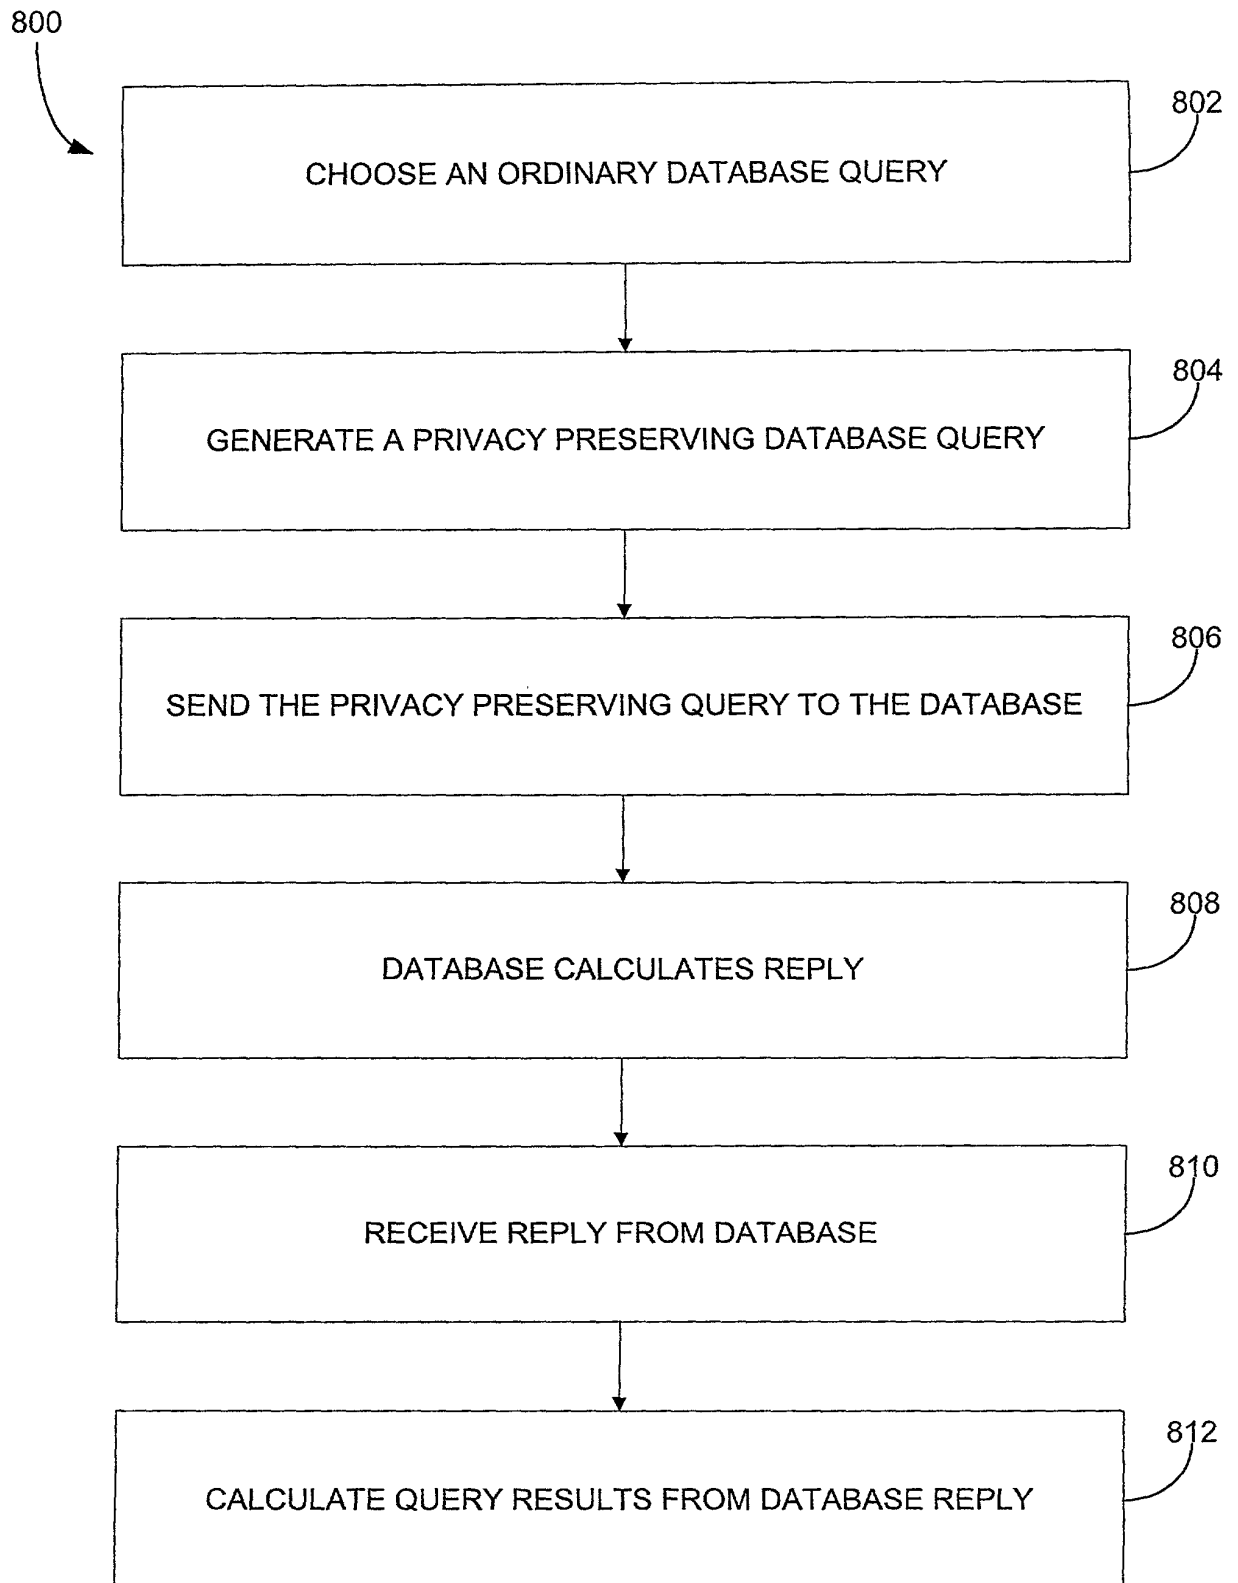 800
802
CHOOSE AN ORDINARY DATABASE QUERY
804
GENERATE A PRIVACY PRESERVING DATABASE QUERY
806
SEND THE PRIVACY PRESERVING QUERY TO THE DATABASE
808
DATABASE CALCULATES REPLY
810
RECEIVE REPLY FROM DATABASE
812
CALCULATE QUERY RESULTS FROM DATABASE REPLY